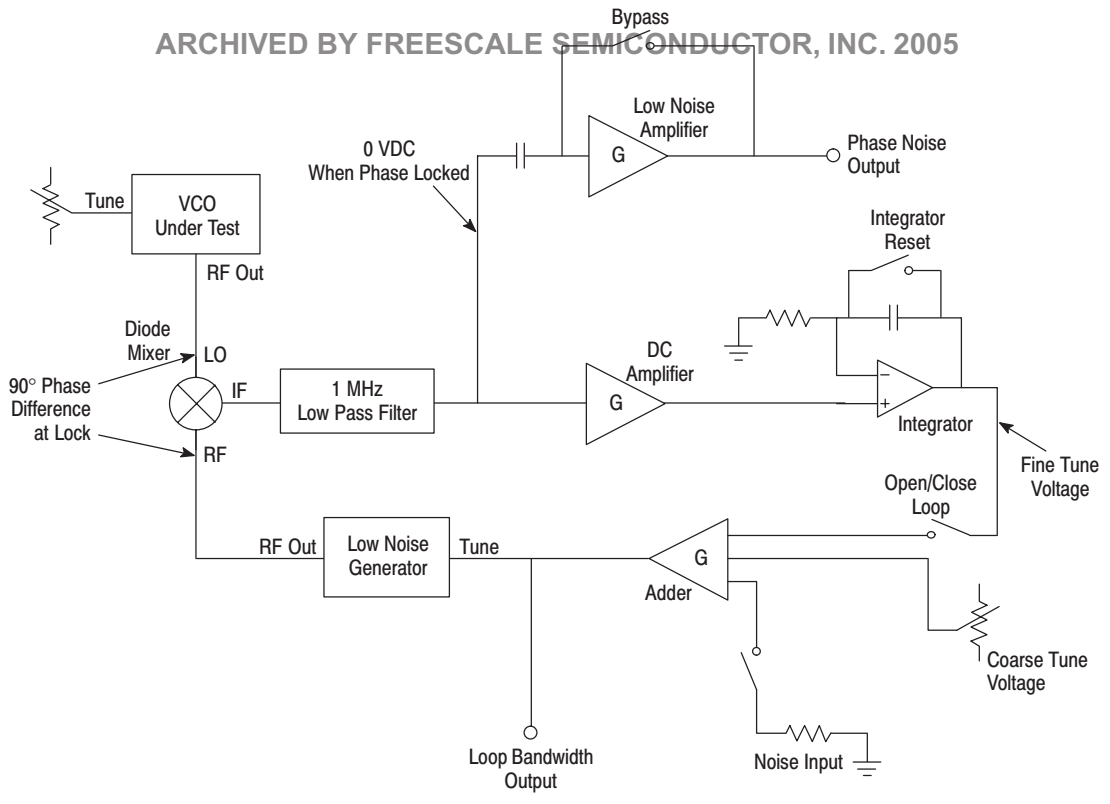 Bypass
ARCHIVED BY FREESCALE SEMICONDUCTOR, INC. 2005
Low Noise
Amplifier
G
Phase Noise
Output
0 VDC
When Phase Locked
Tune
VCO
Under Test
RF Out
Integrator
Reset
Diode
Mixer
LO
90° Phase
Difference
at Lock
IF
RF
1 MHz
Low Pass Filter
DC
Amplifier
G
−
+
Integrator
Fine Tune
Voltage
Open/Close
Loop
RF Out
Low Noise
Generator
Tune
G
Adder
Coarse Tune
Voltage
Loop Bandwidth
Output
Noise Input